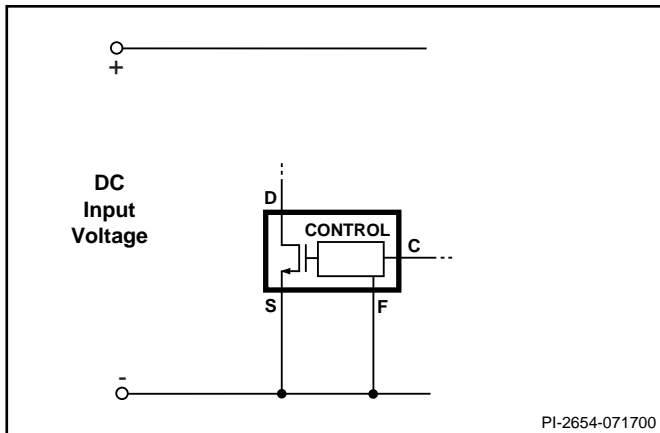 +
DC
Input
Voltage
D
CONTROL
C
S
F
-
PI-2654-071700